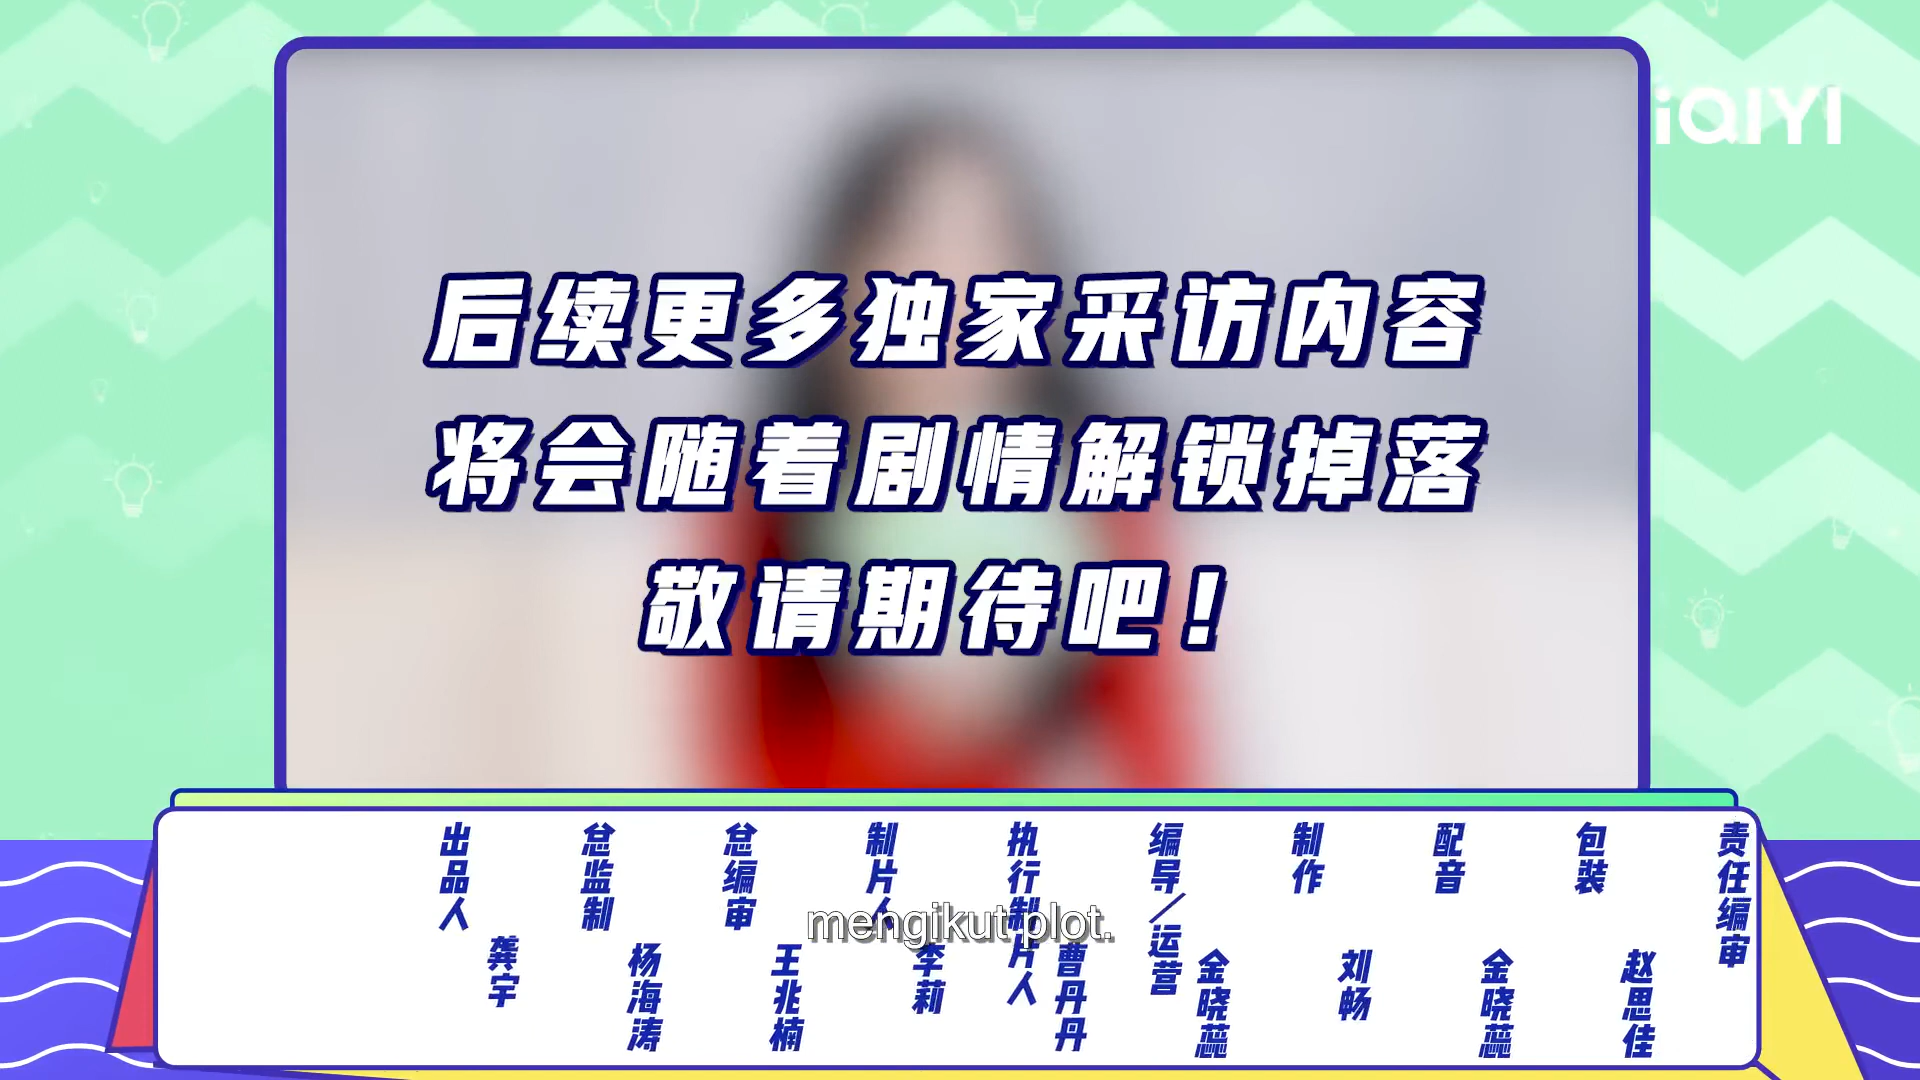 iQIYI
后续更多独家采访内容
将会随着剧情解锁掉落
敬请期待吧！
出品人
龚宇
总监制
杨海涛
总编审
王兆楠
制片人
李莉
执行制片人
曹丹丹
编导/运营
金晓蕊
制作
刘畅
配音
金晓蕊
包装
赵思佳
责任编审
mengikut plot.